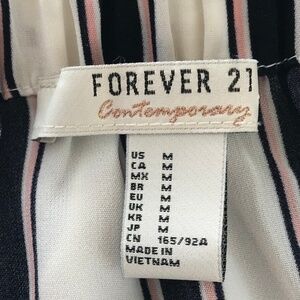 FOREVER 21
Contemporary
US M
CA M
MX M
BR M
EU M
UK M
KR M
JP M
CN 165/92A
MADE IN
VIETNAM